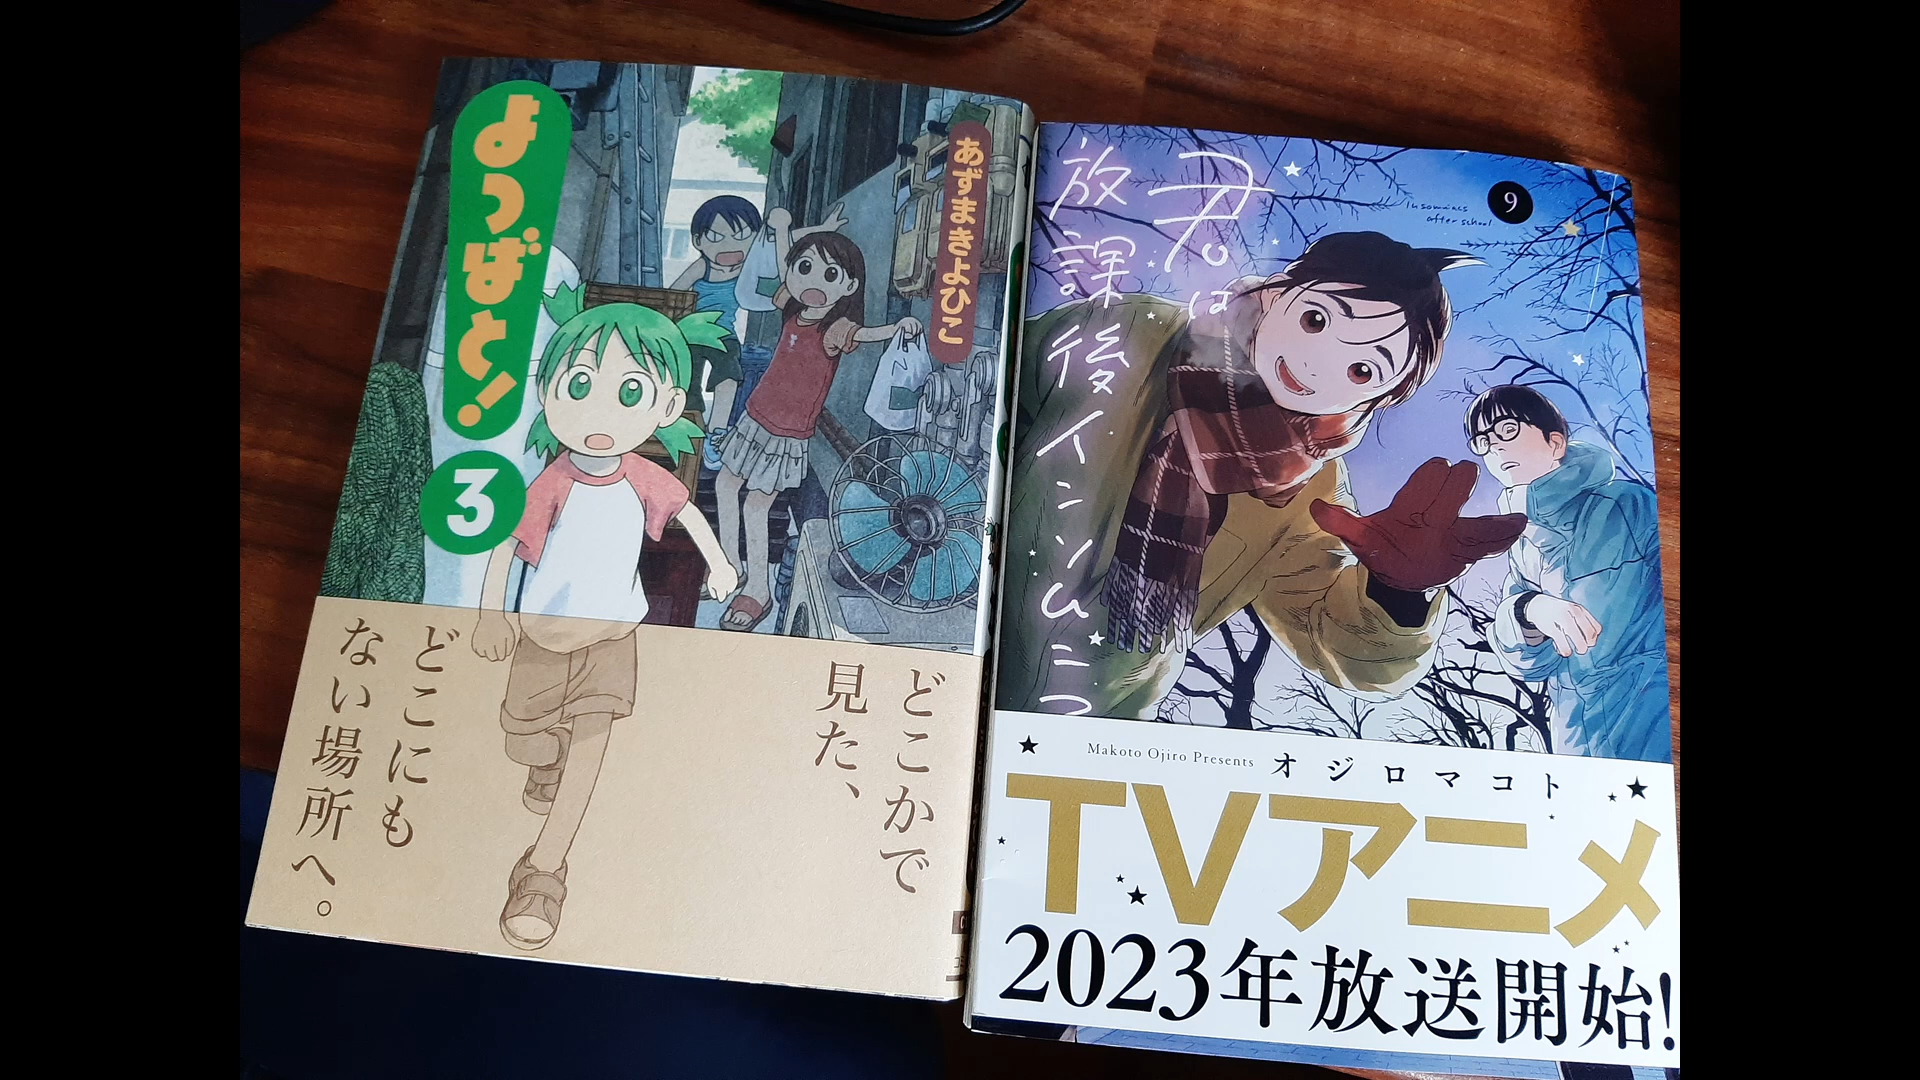 よつばと!
3
あずまきよひこ
どこかで
見た、
どこにも
ない場所へ。
君は
放課後インソムニア
9
Insomniacs
after school
Makoto Ojiro Presents オジロマコト
TVアニメ
2023年放送開始!